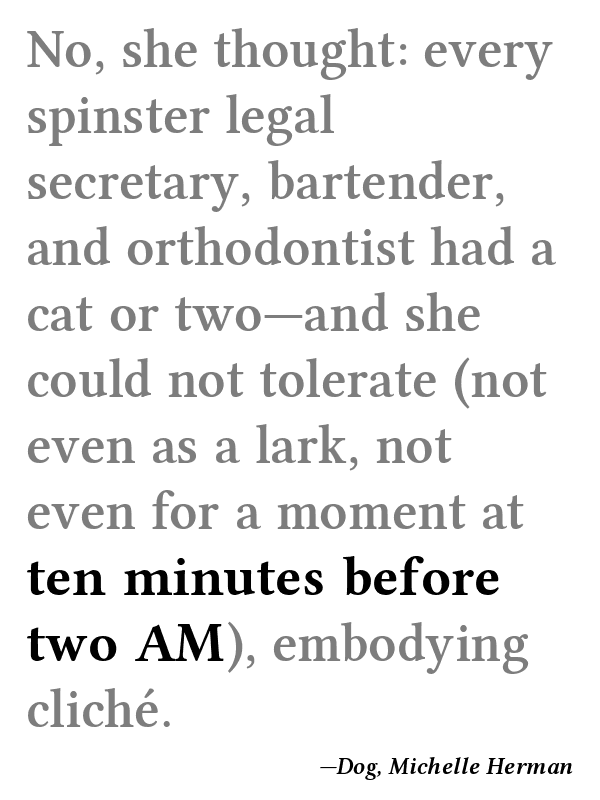 No, she thought: every
spinster legal
secretary, bartender,
and orthodontist had a
cat or two—and she
could not tolerate (not
even as a lark, not
even for a moment at
ten minutes before
two AM), embodying
cliché.
—Dog, Michelle Herman